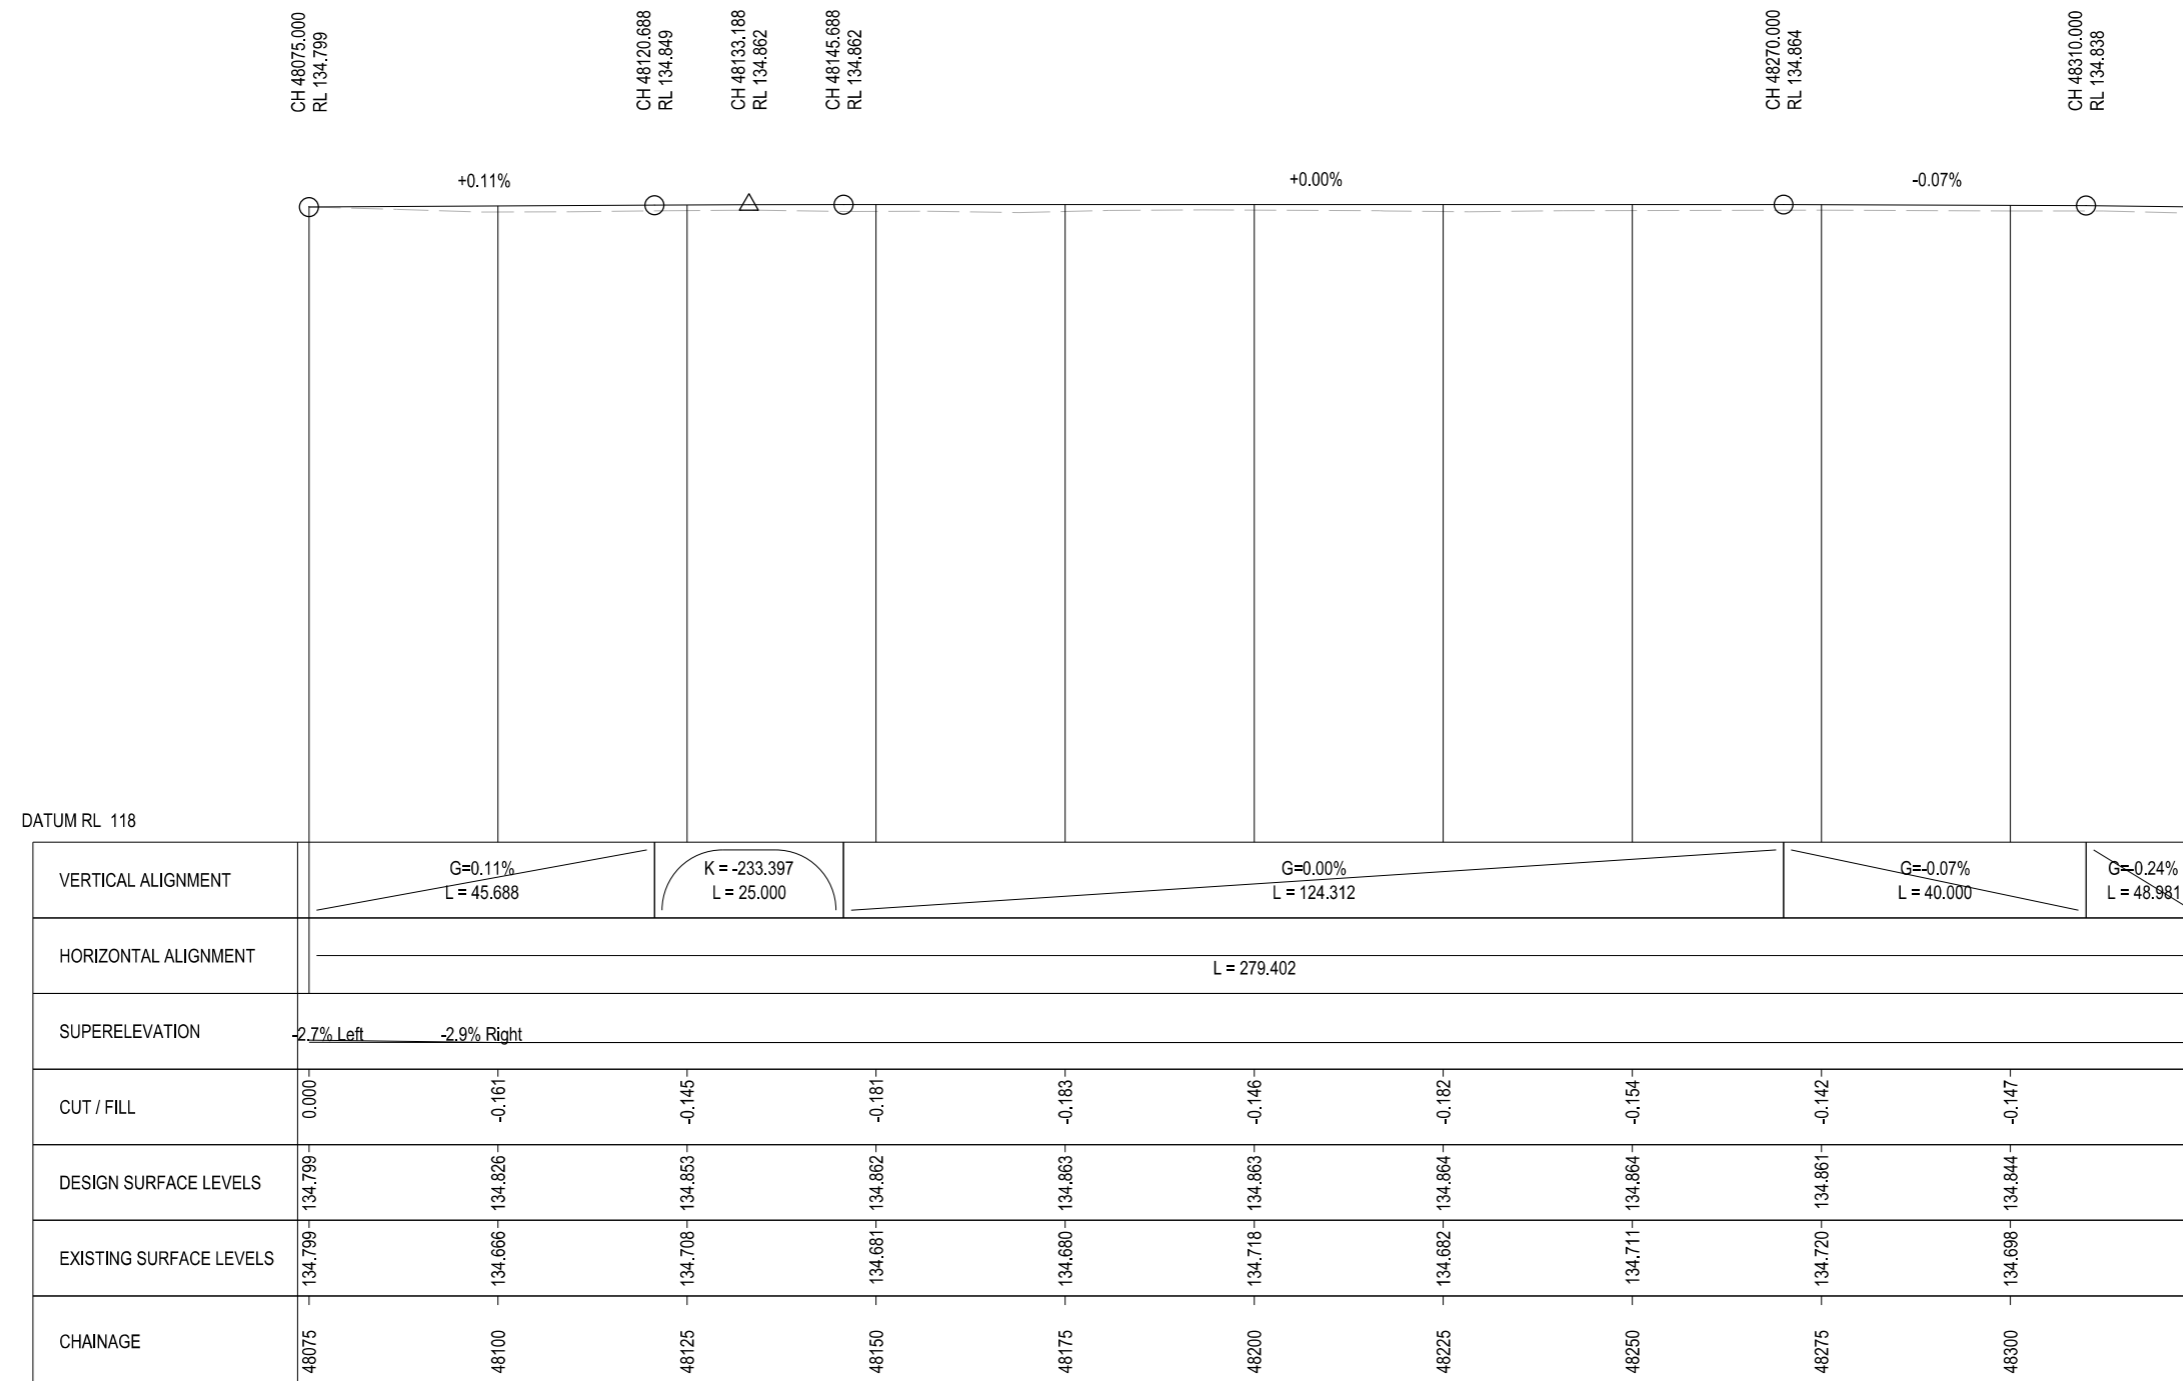 CH 48075.000
RL 134.799
CH 48120.688
RL 134.849
CH 48133.188
RL 134.862
CH 48145.688
RL 134.862
CH 48270.000
RL 134.864
CH 48310.000
RL 134.838
+0.11%
+0.00%
-0.07%
DATUM RL 118
VERTICAL ALIGNMENT
G=0.11%
L = 45.688
K = -233.397
L = 25.000
G=0.00%
L = 124.312
G=-0.07%
L = 40.000
G=-0.24%
L = 48.981
HORIZONTAL ALIGNMENT
L = 279.402
SUPERELEVATION
-2.7% Left
-2.9% Right
CUT / FILL
0.000
-0.161
-0.145
-0.181
-0.183
-0.146
-0.182
-0.154
-0.142
-0.147
DESIGN SURFACE LEVELS
134.799
134.826
134.853
134.862
134.863
134.863
134.864
134.864
134.861
134.844
EXISTING SURFACE LEVELS
134.799
134.666
134.708
134.681
134.680
134.718
134.682
134.711
134.720
134.698
CHAINAGE
48075
48100
48125
48150
48175
48200
48225
48250
48275
48300